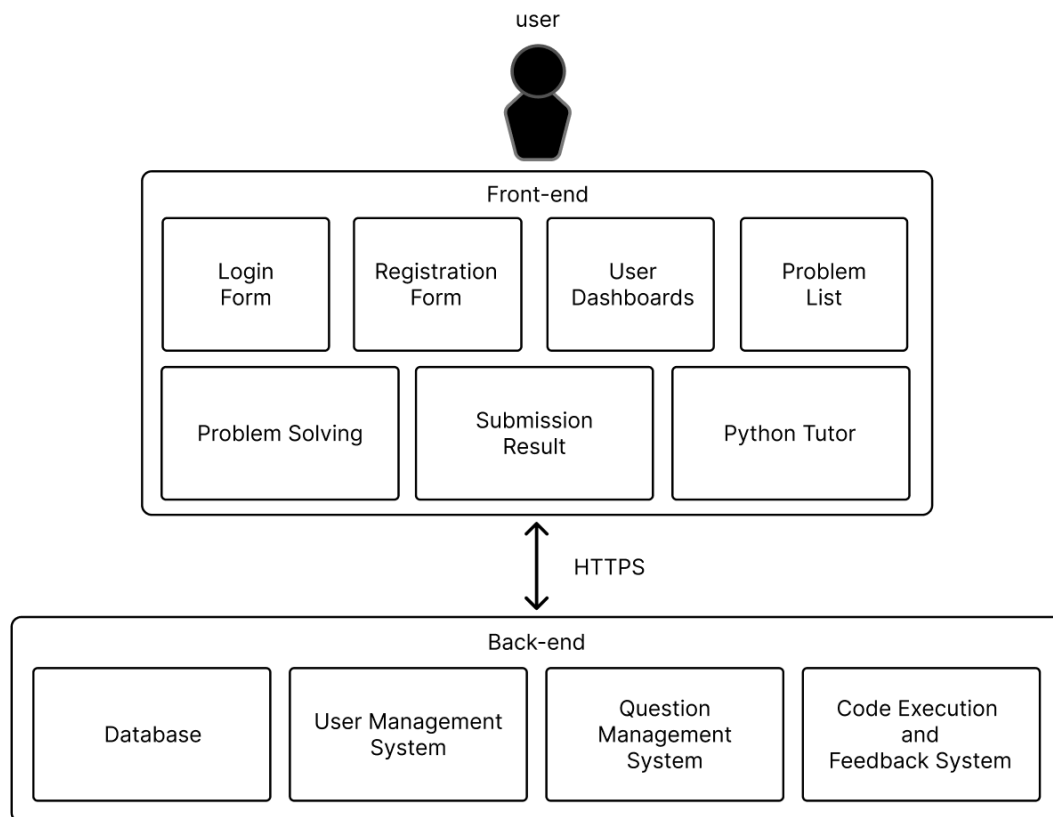 user
Front-end
Login
Form
Registration
Form
User
Dashboards
Problem
List
Problem Solving
Submission
Result
Python Tutor
HTTPS
Back-end
Database
User Management
System
Question
Management
System
Code Execution
and
Feedback System